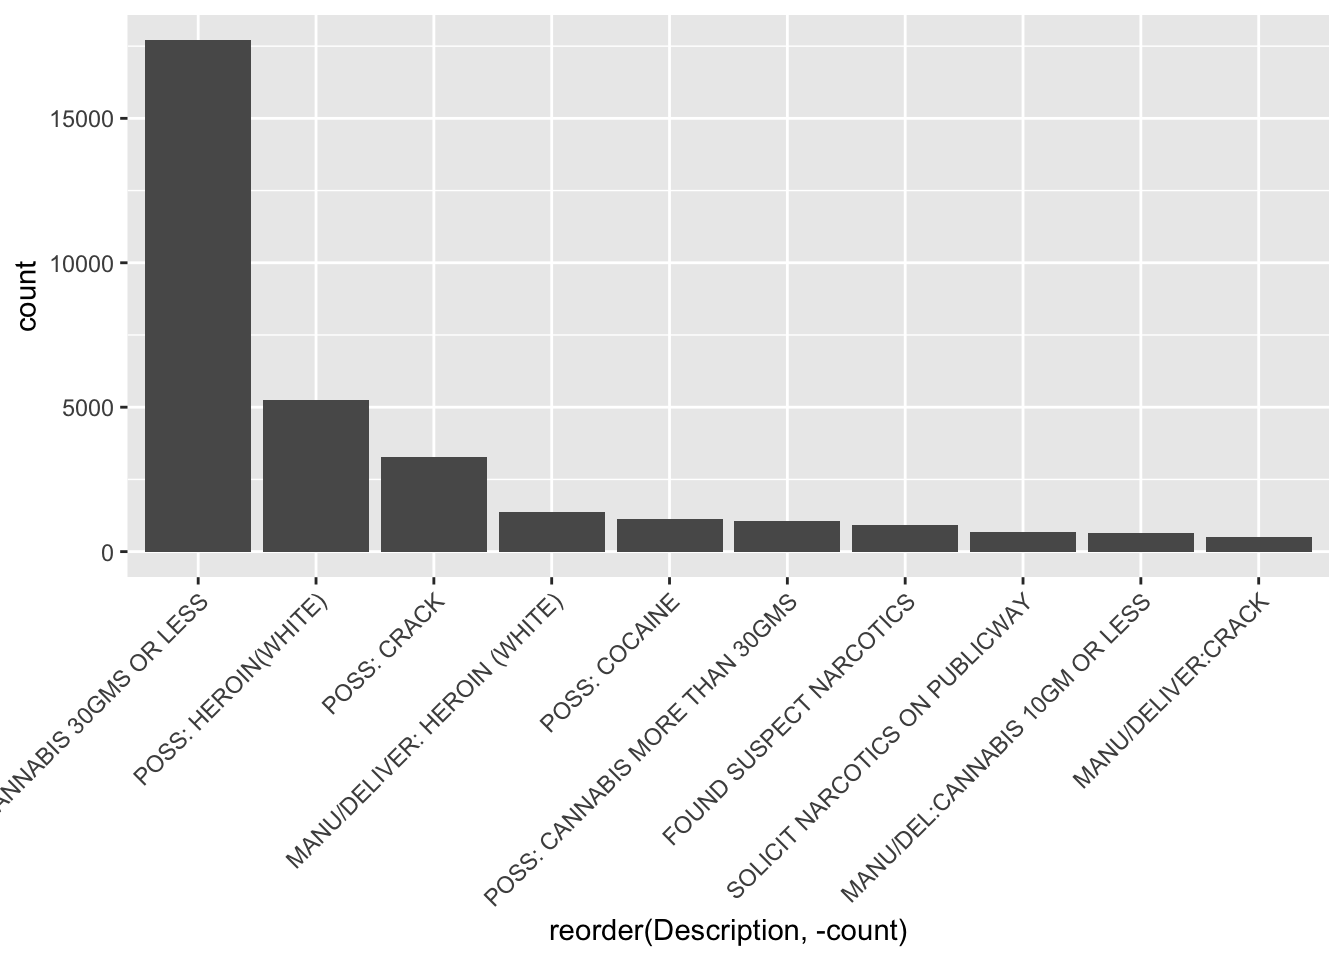 count
15000
10000
5000
0
CANNABIS 30GMS OR LESS
POSS: HEROIN(WHITE)
POSS: CRACK
MANU/DELIVER: HEROIN (WHITE)
POSS: COCAINE
POSS: CANNABIS MORE THAN 30GMS
FOUND SUSPECT NARCOTICS
SOLICIT NARCOTICS ON PUBLICWAY
MANU/DEL:CANNABIS 10GM OR LESS
MANU/DELIVER:CRACK
reorder(Description, -count)